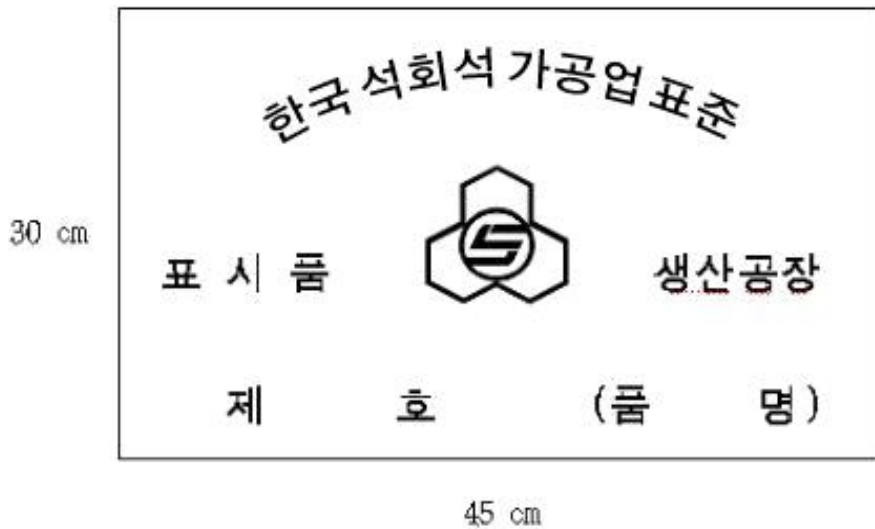 한국 석회석 가공업 표준
30 cm
표 시 품 생산공장
제 호 (품 명)
45 cm